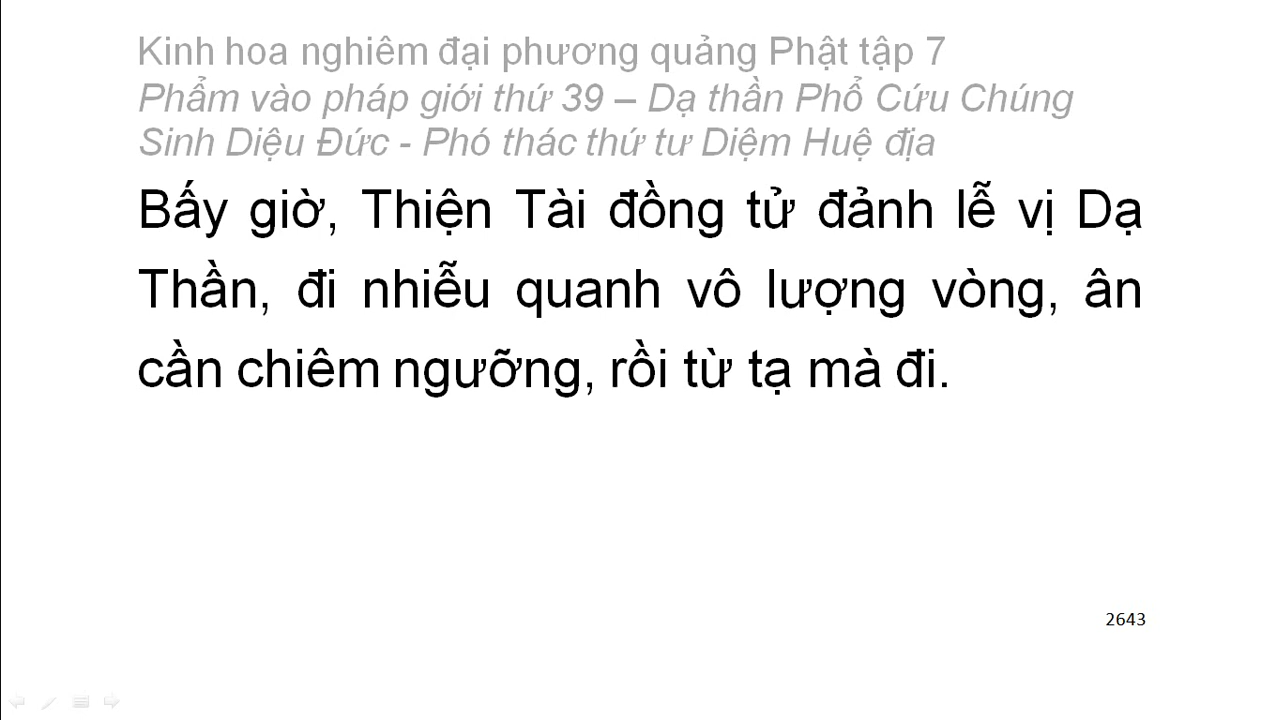 Kinh hoa nghiêm đại phương quảng Phật tập 7
Phẩm vào pháp giới thứ 39 – Dạ thần Phổ Cứu Chúng
Sinh Diệu Đức - Phó thác thứ tư Diệm Huệ địa
Bấy giờ, Thiện Tài đồng tử đảnh lễ vị Dạ
Thần, đi nhiễu quanh vô lượng vòng, ân
cần chiêm ngưỡng, rồi từ tạ mà đi.
2643